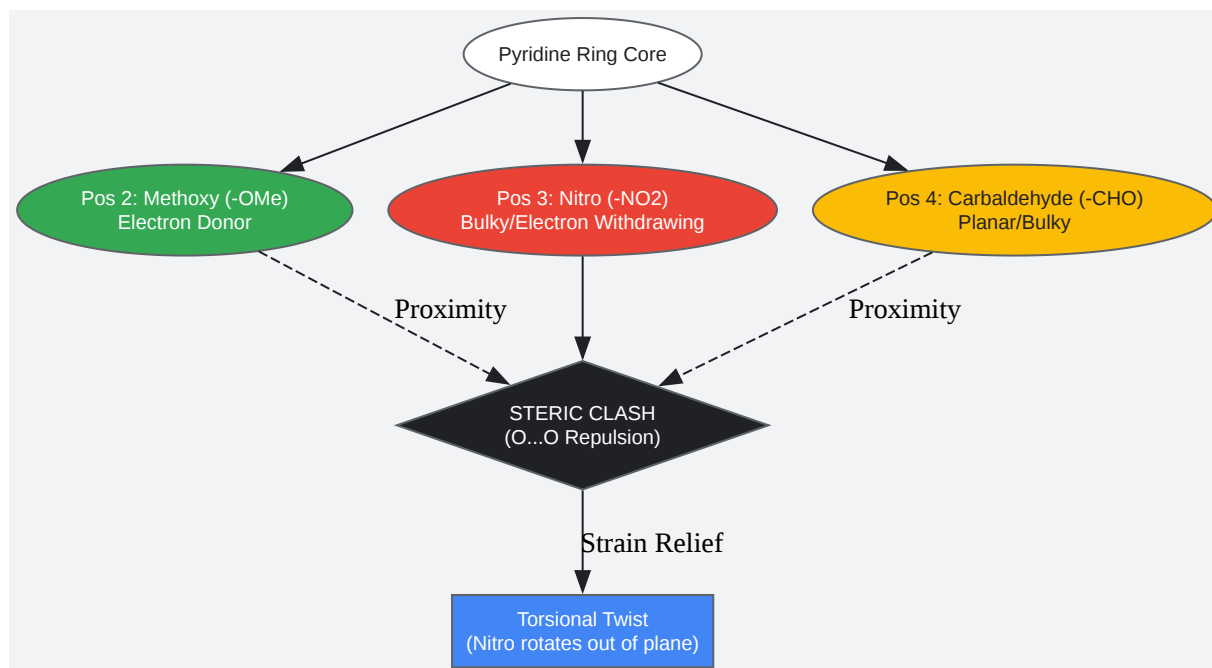 Pyridine Ring Core
Pos 2: Methoxy (-OMe)
Electron Donor
Pos 3: Nitro (-NO2)
Bulky/Electron Withdrawing
Pos 4: Carbaldehyde (-CHO)
Planar/Bulky
Proximity
Proximity
STERIC CLASH
(O...O Repulsion)
Strain Relief
Torsional Twist
(Nitro rotates out of plane)